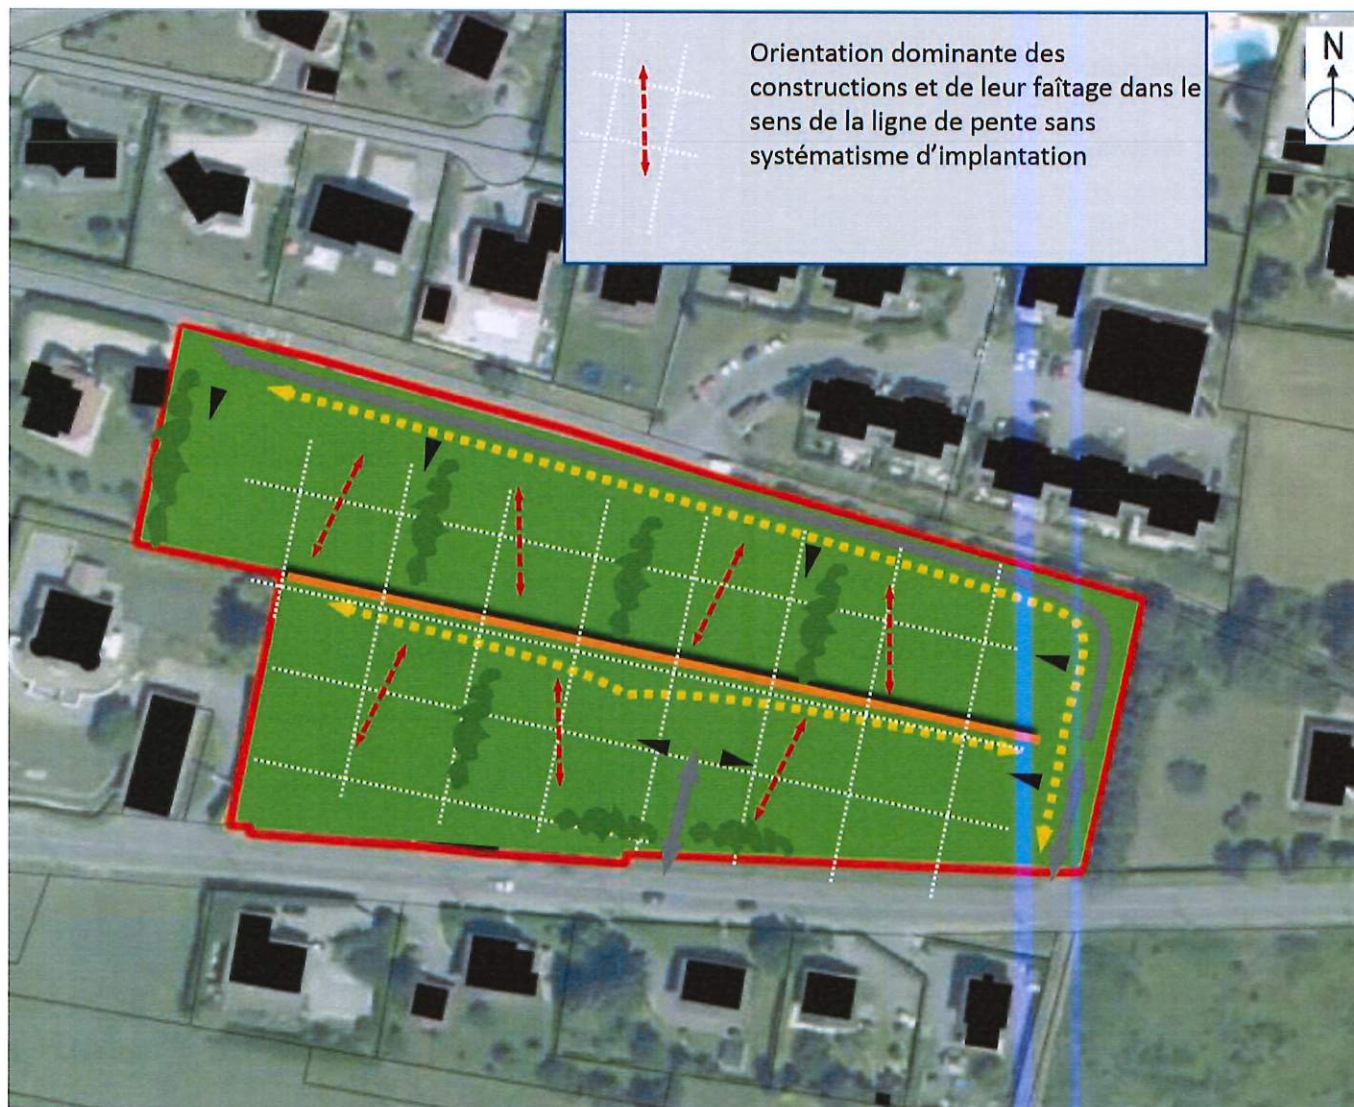 Orientation dominante des
constructions et de leur faîtage dans le
sens de la ligne de pente sans
systématisme d'implantation
N